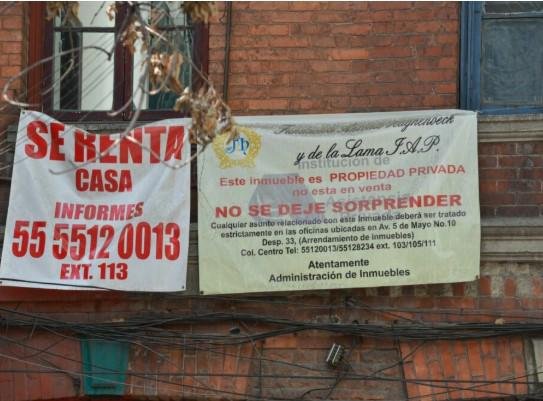 SE RENTA
CASA
INFORMES
55 5512 0013
EXT. 113
y de la Lama I.A.P.
Institución de
Este inmueble es PROPIEDAD PRIVADA
no esta en venta
NO SE DEJE SORPRENDER
Cualquier asunto relacionado con este Inmueble deberá ser tratado
estrictamente en las oficinas ubicadas en Av. 5 de Mayo No.10
Desp. 33, (Arrendamiento de inmuebles)
Col. Centro Tel: 55120013/55128234 ext. 103/105/111
Atentamente
Administración de Inmuebles